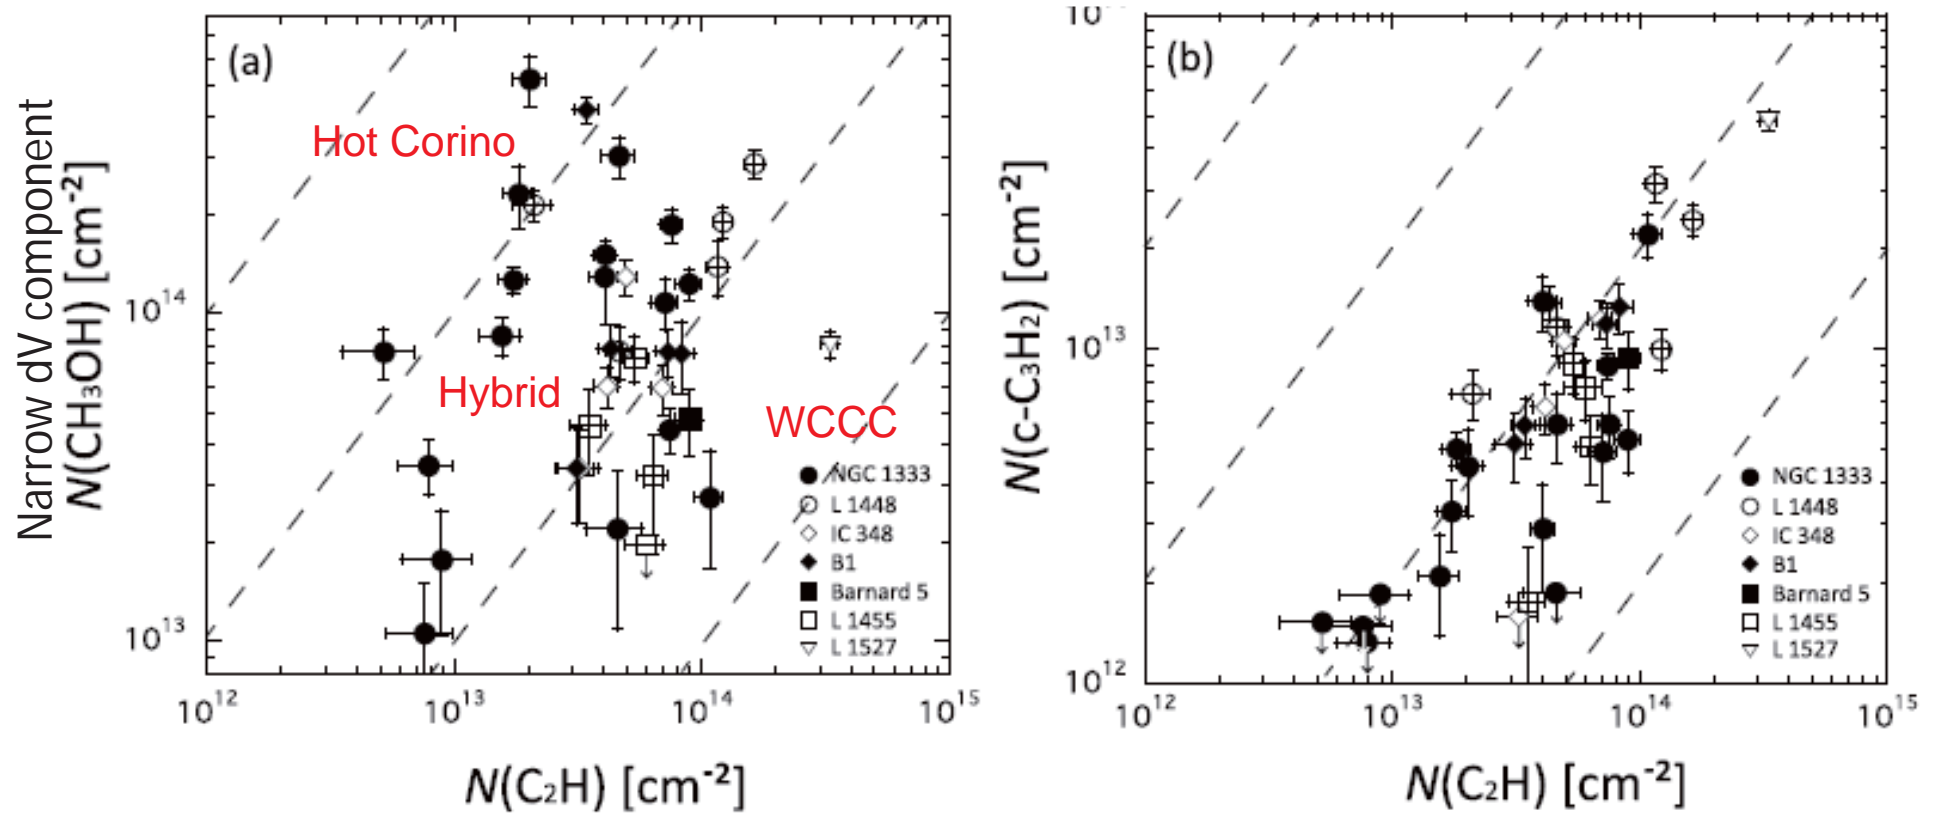 (a)
Narrow dV component
N(CH₃OH) [cm⁻²]
Hot Corino
Hybrid
WCCC
10¹⁴
10¹³
NGC 1333
L 1448
IC 348
B1
Barnard 5
L 1455
L 1527
10¹² 10¹³ 10¹⁴ 10¹⁵
N(C₂H) [cm⁻²]
(b)
N(c-C₃H₂) [cm⁻²]
10¹³
10¹²
NGC 1333
L 1448
IC 348
B1
Barnard 5
L 1455
L 1527
10¹² 10¹³ 10¹⁴ 10¹⁵
N(C₂H) [cm⁻²]